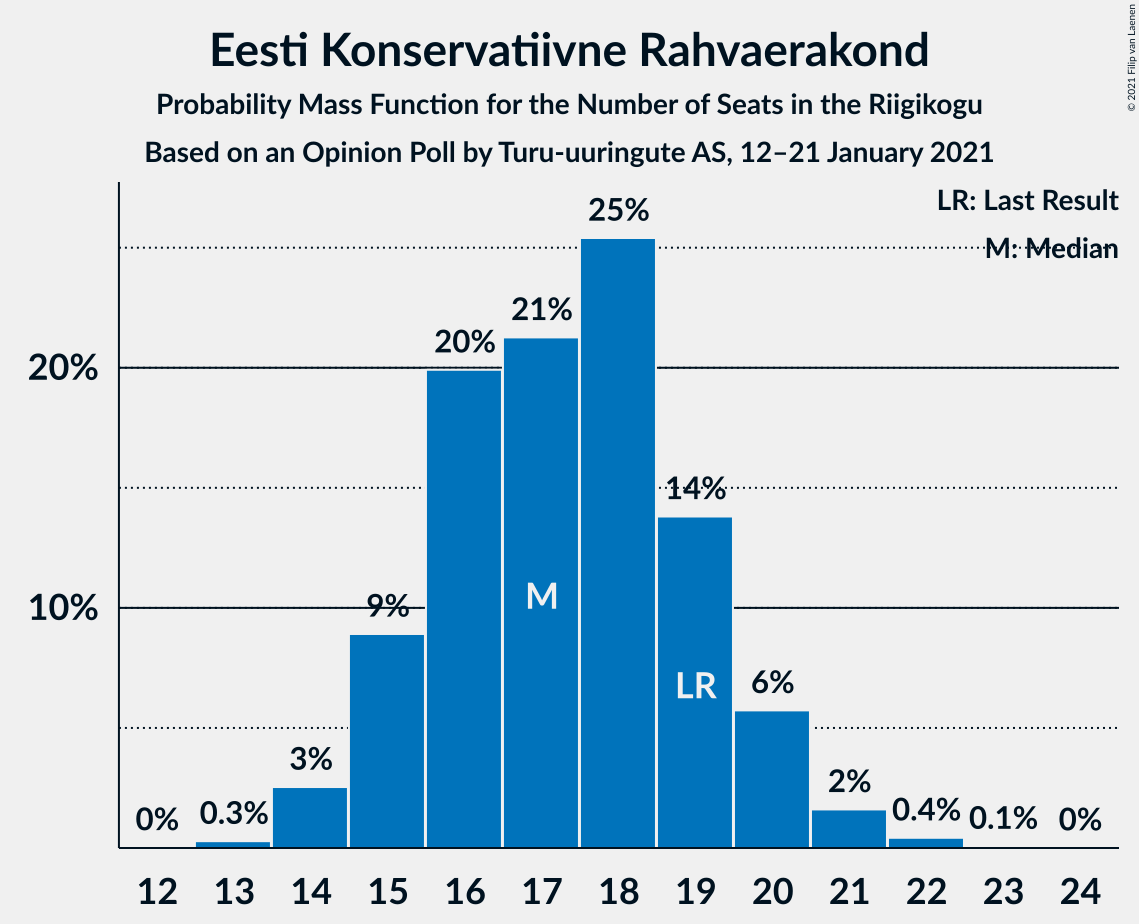 Eesti Konservatiivne Rahvaerakond
Probability Mass Function for the Number of Seats in the Riigikogu
Based on an Opinion Poll by Turu-uuringute AS, 12–21 January 2021
© 2021 Filip van Laenen
LR: Last Result
M: Median
25%
21%
20%
20%
14%
10%
9%
M
LR
6%
3%
2%
0%
0.3%
0.4%
0.1%
0%
12 13 14 15 16 17 18 19 20 21 22 23 24